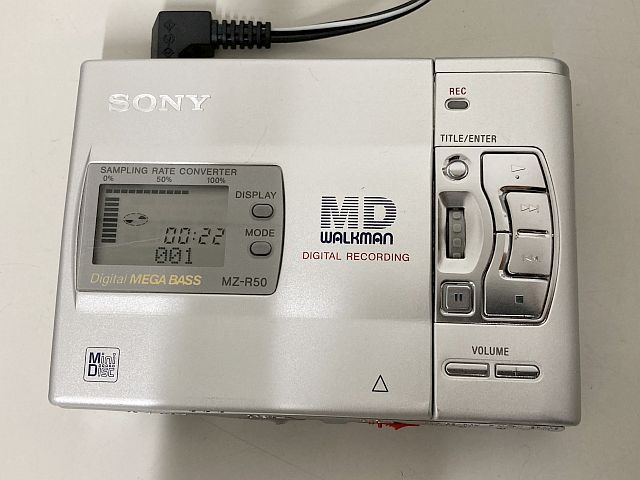 SONY
REC
TITLE/ENTER
SAMPLING RATE CONVERTER
0% 50% 100%
DISPLAY
MODE
00:22
001
Digital MEGA BASS
MZ-R50
MD
WALKMAN
DIGITAL RECORDING
VOLUME
Mini
Disc